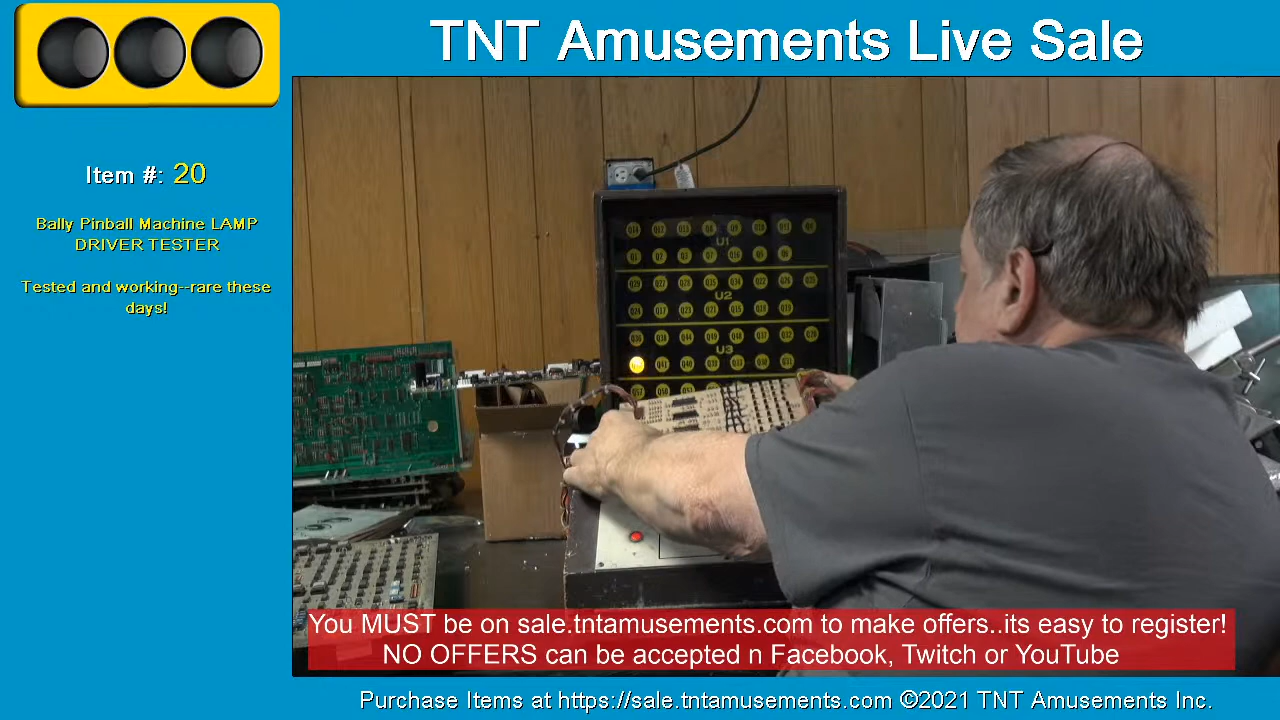 TNT Amusements Live Sale
Item #: 20
Bally Pinball Machine LAMP
DRIVER TESTER
Tested and working--rare these
days!
U1
U2
U3
You MUST be on sale.tntamusements.com to make offers..its easy to register!
NO OFFERS can be accepted n Facebook, Twitch or YouTube
Purchase Items at https://sale.tntamusements.com ©2021 TNT Amusements Inc.